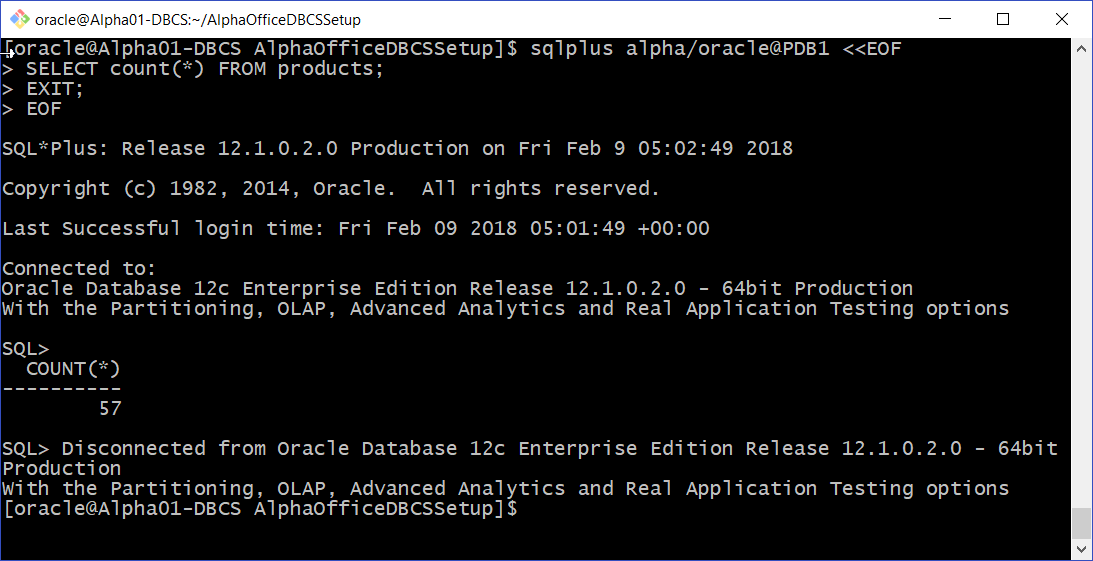 oracle@Alpha01-DBCS:~/AlphaOfficeDBCSSetup
[oracle@Alpha01-DBCS AlphaOfficeDBCSSetup]$ sqlplus alpha/oracle@PDB1 <<EOF
> SELECT count(*) FROM products;
> EXIT;
> EOF
SQL*Plus: Release 12.1.0.2.0 Production on Fri Feb 9 05:02:49 2018
Copyright (c) 1982, 2014, Oracle.  All rights reserved.
Last Successful login time: Fri Feb 09 2018 05:01:49 +00:00
Connected to:
Oracle Database 12c Enterprise Edition Release 12.1.0.2.0 - 64bit Production
With the Partitioning, OLAP, Advanced Analytics and Real Application Testing options
SQL>
  COUNT(*)
----------
        57
SQL> Disconnected from Oracle Database 12c Enterprise Edition Release 12.1.0.2.0 - 64bit
Production
With the Partitioning, OLAP, Advanced Analytics and Real Application Testing options
[oracle@Alpha01-DBCS AlphaOfficeDBCSSetup]$